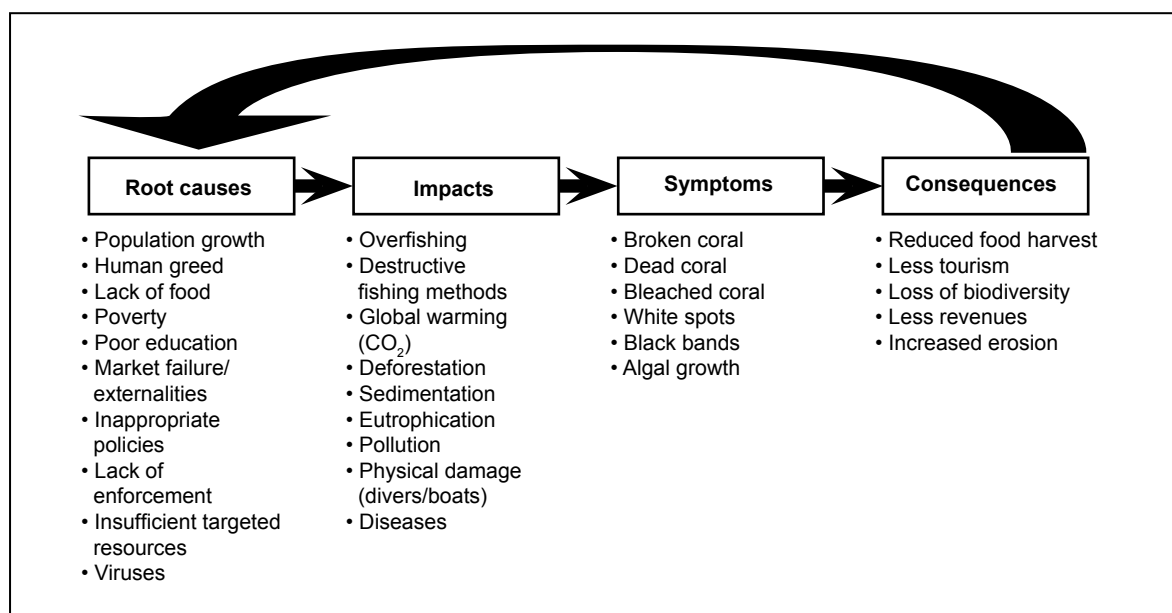 Root causes
Impacts
Symptoms
Consequences
• Population growth
• Human greed
• Lack of food
• Poverty
• Poor education
• Market failure/
externalities
• Inappropriate
policies
• Lack of
enforcement
• Insufficient targeted
resources
• Viruses
• Overfishing
• Destructive
fishing methods
• Global warming
(CO₂)
• Deforestation
• Sedimentation
• Eutrophication
• Pollution
• Physical damage
(divers/boats)
• Diseases
• Broken coral
• Dead coral
• Bleached coral
• White spots
• Black bands
• Algal growth
• Reduced food harvest
• Less tourism
• Loss of biodiversity
• Less revenues
• Increased erosion